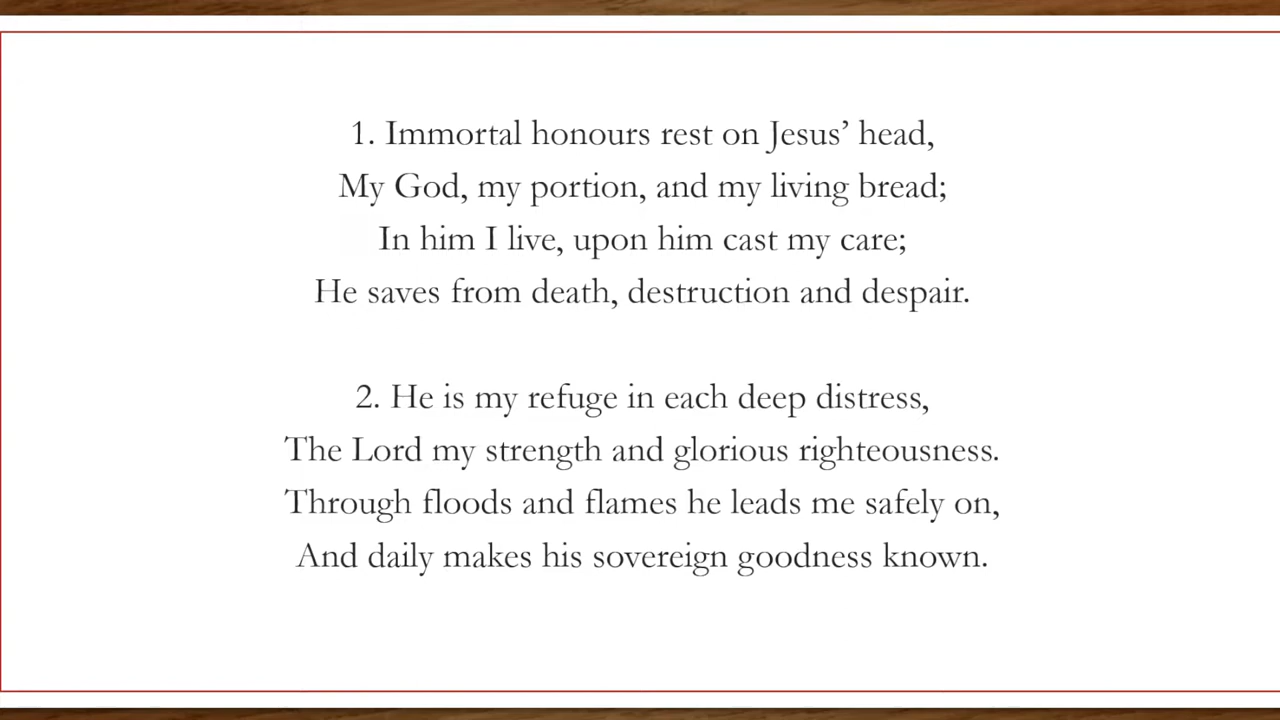 1. Immortal honours rest on Jesus’ head,
My God, my portion, and my living bread;
In him I live, upon him cast my care;
He saves from death, destruction and despair.
2. He is my refuge in each deep distress,
The Lord my strength and glorious righteousness.
Through floods and flames he leads me safely on,
And daily makes his sovereign goodness known.